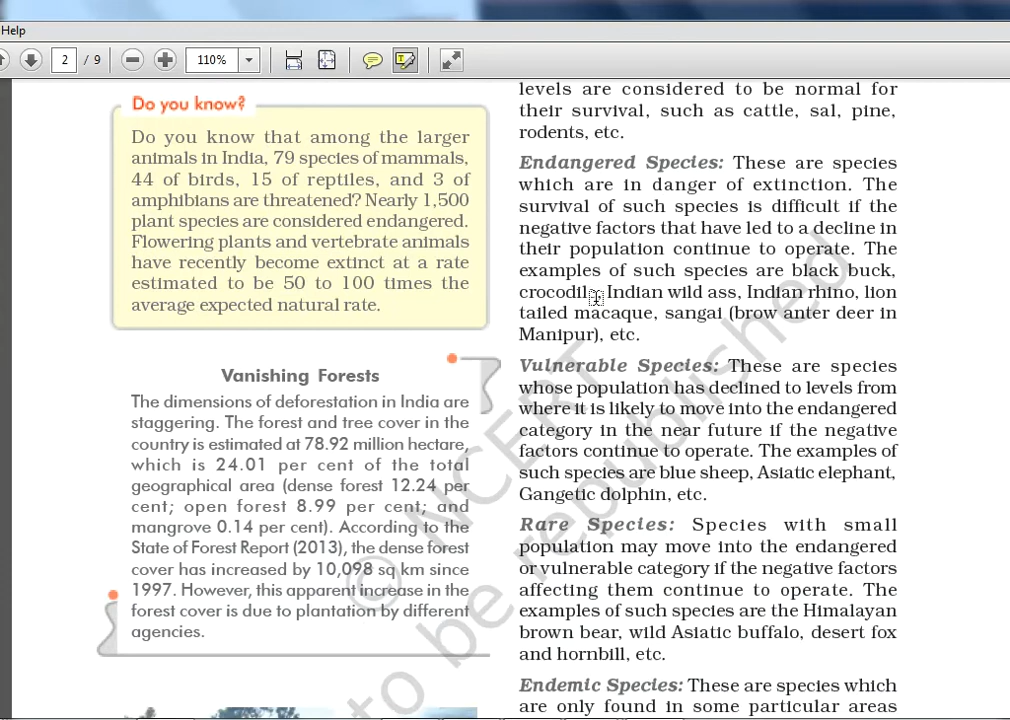 Help
2 / 9
110%
Do you know?
Do you know that among the larger
animals in India, 79 species of mammals,
44 of birds, 15 of reptiles, and 3 of
amphibians are threatened? Nearly 1,500
plant species are considered endangered.
Flowering plants and vertebrate animals
have recently become extinct at a rate
estimated to be 50 to 100 times the
average expected natural rate.
Vanishing Forests
The dimensions of deforestation in India are
staggering. The forest and tree cover in the
country is estimated at 78.92 million hectare,
which is 24.01 per cent of the total
geographical area (dense forest 12.24 per
cent; open forest 8.99 per cent; and
mangrove 0.14 per cent). According to the
State of Forest Report (2013), the dense forest
cover has increased by 10,098 sq km since
1997. However, this apparent increase in the
forest cover is due to plantation by different
agencies.
levels are considered to be normal for
their survival, such as cattle, sal, pine,
rodents, etc.
Endangered Species: These are species
which are in danger of extinction. The
survival of such species is difficult if the
negative factors that have led to a decline in
their population continue to operate. The
examples of such species are black buck,
crocodile, Indian wild ass, Indian rhino, lion
tailed macaque, sangai (brow anter deer in
Manipur), etc.
Vulnerable Species: These are species
whose population has declined to levels from
where it is likely to move into the endangered
category in the near future if the negative
factors continue to operate. The examples of
such species are blue sheep, Asiatic elephant,
Gangetic dolphin, etc.
Rare Species: Species with small
population may move into the endangered
or vulnerable category if the negative factors
affecting them continue to operate. The
examples of such species are the Himalayan
brown bear, wild Asiatic buffalo, desert fox
and hornbill, etc.
Endemic Species: These are species which
are only found in some particular areas
© NCERT
to be republished